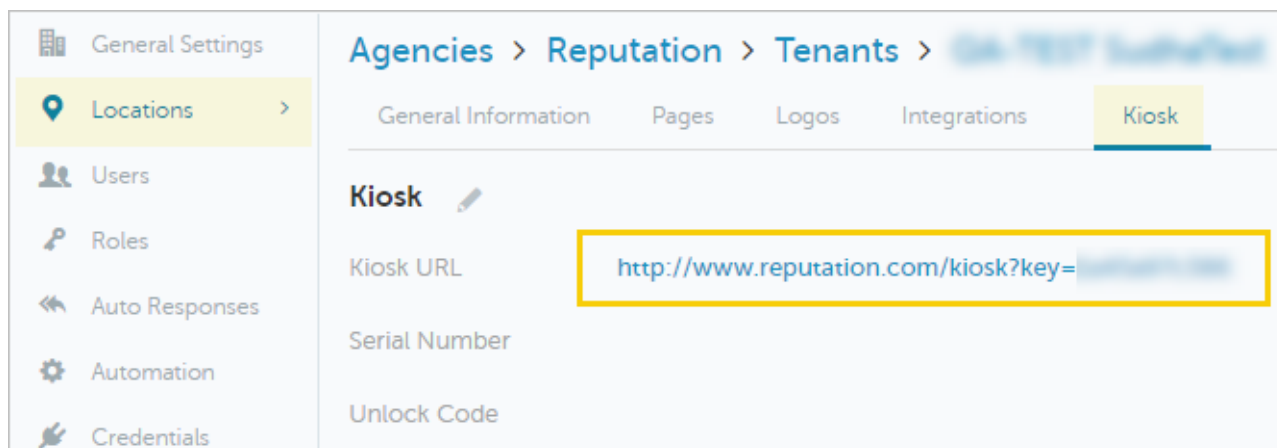 General Settings
Locations >
Users
Roles
Auto Responses
Automation
Credentials
Agencies > Reputation > Tenants >
General Information Pages Logos Integrations Kiosk
Kiosk
Kiosk URL http://www.reputation.com/kiosk?key=
Serial Number
Unlock Code